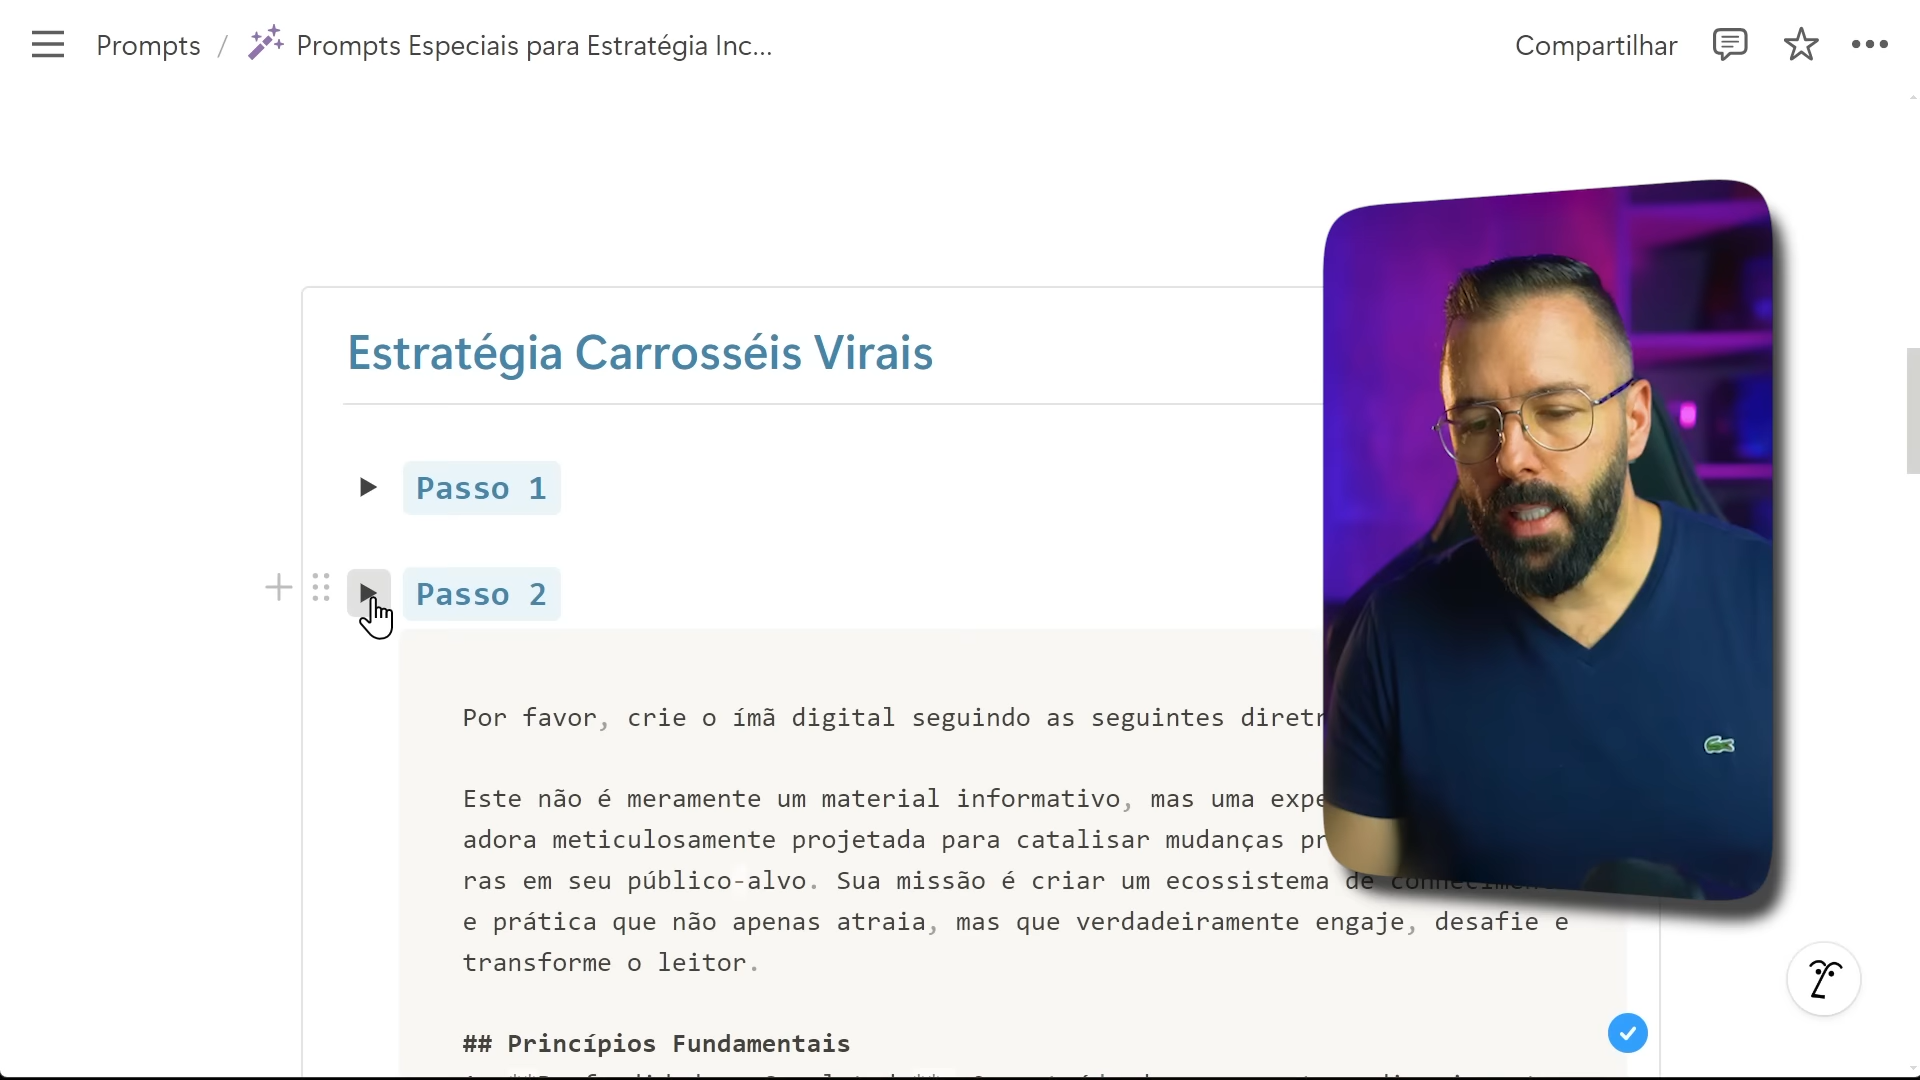 Prompts / Prompts Especiais para Estratégia Inc...
Compartilhar
Estratégia Carrosséis Virais
Passo 1
Passo 2
Por favor, crie o ímã digital seguindo as seguintes
Este não é meramente um material informativo, mas uma
adora meticulosamente projetada para catalisar mudanças
ras em seu público-alvo. Sua missão é criar um ecossistema de
e prática que não apenas atraia, mas que verdadeiramente engaje, desafie e
transforme o leitor.
## Princípios Fundamentais